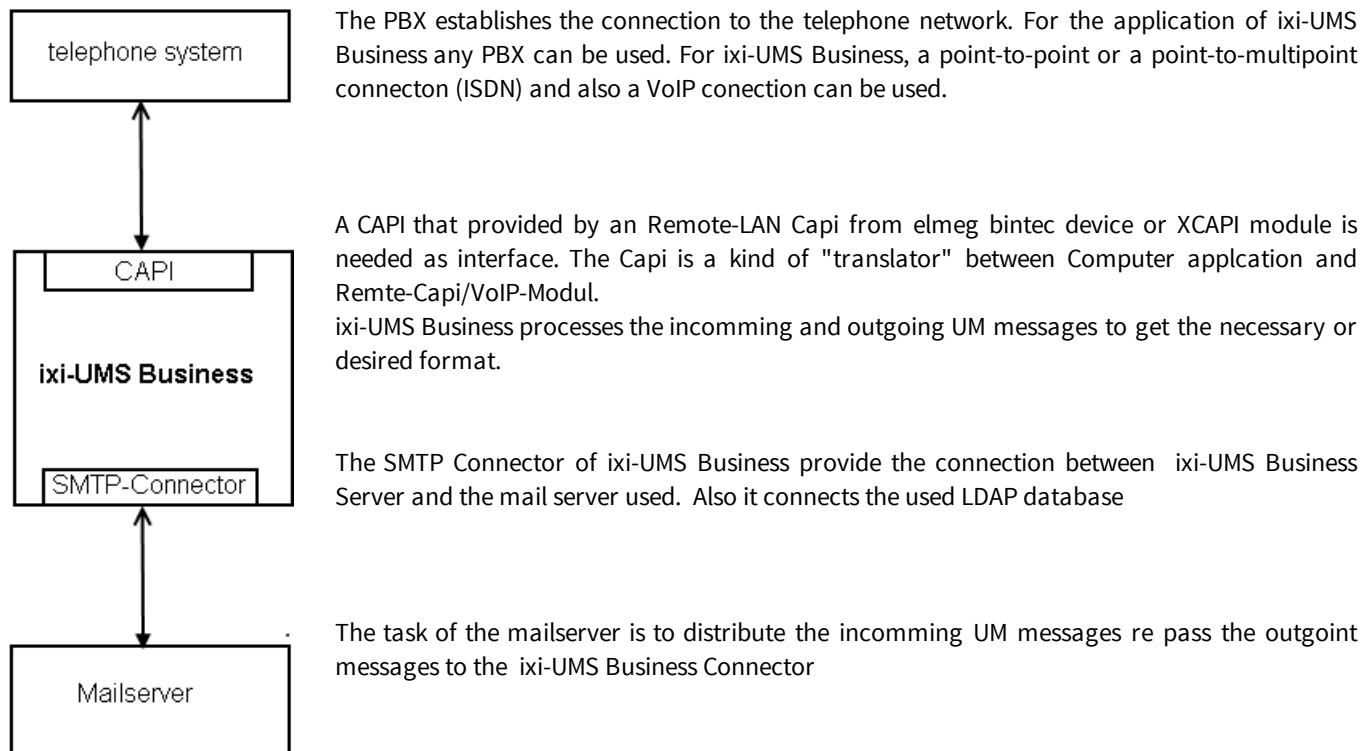 telephone system
The PBX establishes the connection to the telephone network. For the application of ixi-UMS
Business any PBX can be used. For ixi-UMS Business, a point-to-point or a point-to-multipoint
connecton (ISDN) and also a VoIP conection can be used.
CAPI
A CAPI that provided by an Remote-LAN Capi from elmeg bintec device or XCAPI module is
needed as interface. The Capi is a kind of "translator" between Computer applcation and
Remte-Capi/VoIP-Modul.
ixi-UMS Business processes the incomming and outgoing UM messages to get the necessary or
desired format.
ixi-UMS Business
SMTP-Connector
The SMTP Connector of ixi-UMS Business provide the connection between ixi-UMS Business
Server and the mail server used. Also it connects the used LDAP database
The task of the mailserver is to distribute the incomming UM messages re pass the outgoint
messages to the ixi-UMS Business Connector
Mailserver